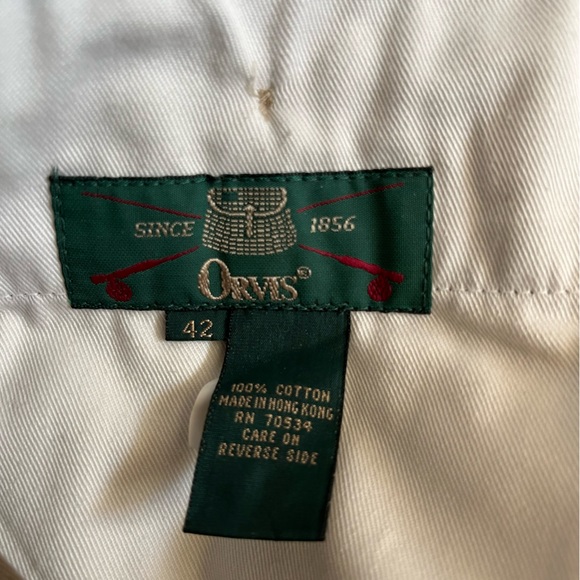 SINCE 1856
ORVIS®
42
100% COTTON
MADE IN HONG KONG
RN 70534
CARE ON
REVERSE SIDE